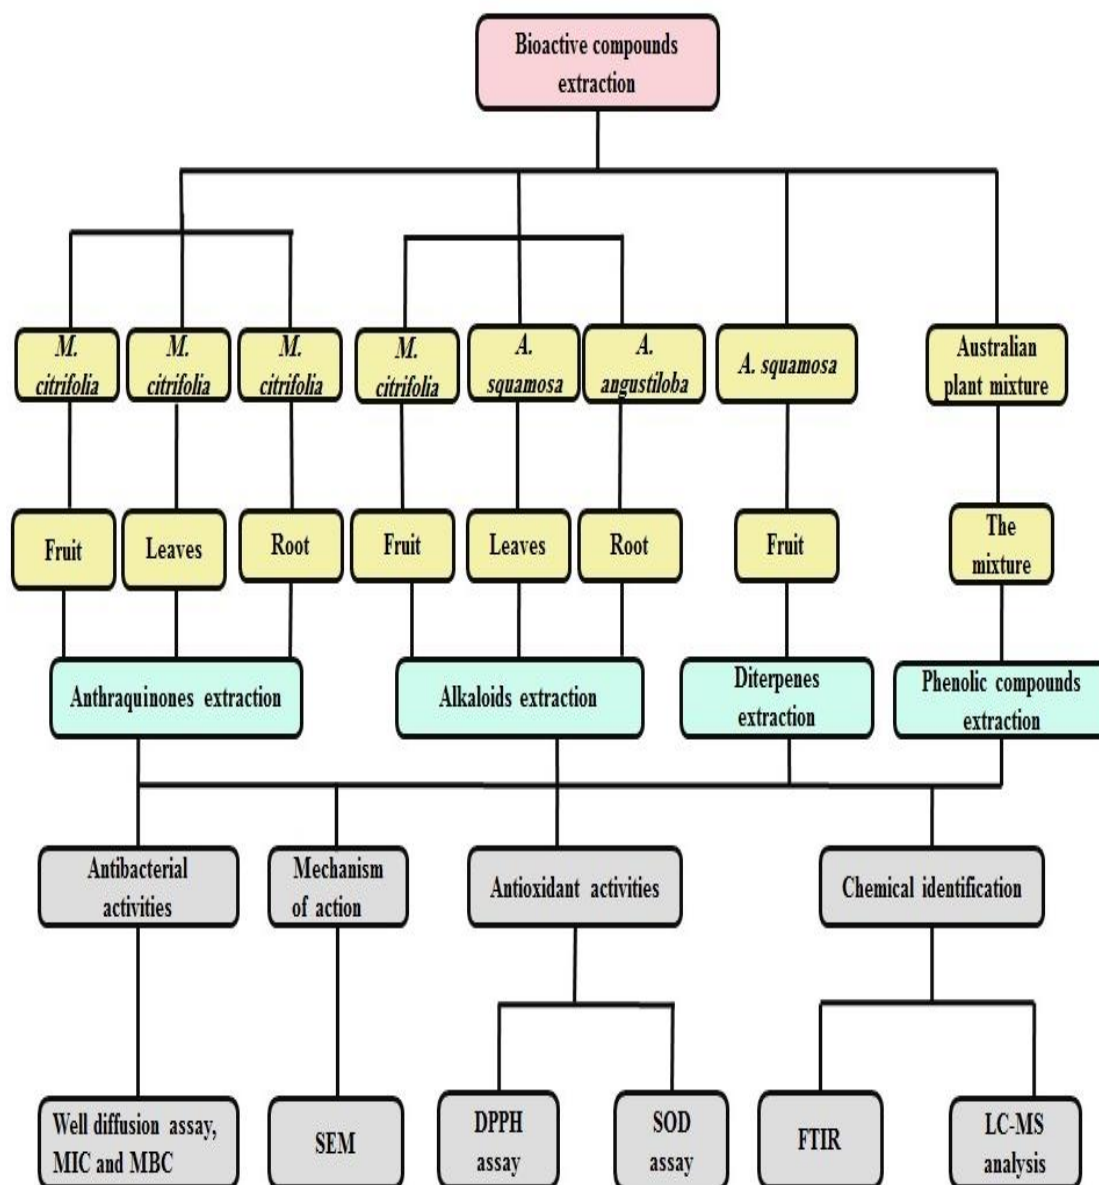 Bioactive compounds
extraction
M.
citrifolia
M.
citrifolia
M.
citrifolia
M.
citrifolia
A.
squamosa
A.
angustiloba
A. squamosa
Australian
plant mixture
Fruit
Leaves
Root
Fruit
Leaves
Root
Fruit
The
mixture
Anthraquinones extraction
Alkaloids extraction
Diterpenes
extraction
Phenolic compounds
extraction
Antibacterial
activities
Mechanism
of action
Antioxidant activities
Chemical identification
Well diffusion assay,
MIC and MBC
SEM
DPPH
assay
SOD
assay
FTIR
LC-MS
analysis